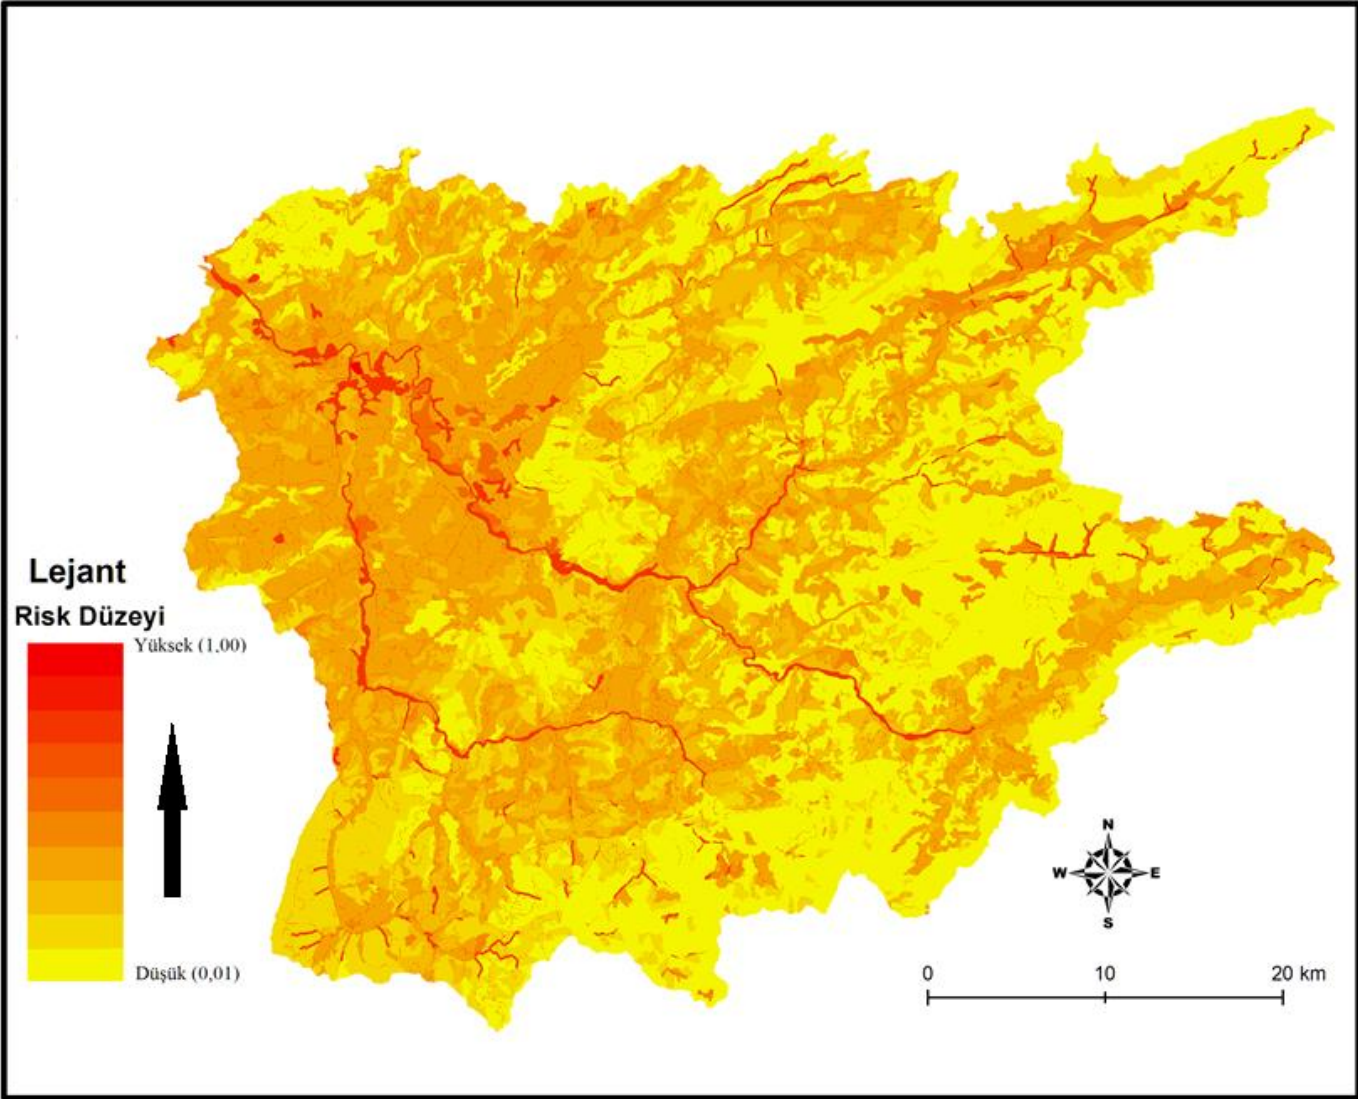 Lejant
Risk Düzeyi
Yüksek (1,00)
Düşük (0,01)
N
W E
S
0 10 20 km